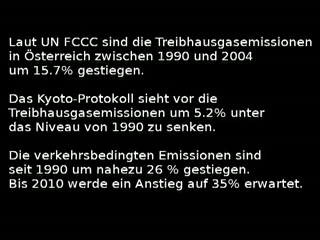 Laut UN FCCC sind die Treibhausgasemissionen
in Österreich zwischen 1990 und 2004
um 15.7% gestiegen.
Das Kyoto-Protokoll sieht vor die
Treibhausgasemissionen um 5.2% unter
das Niveau von 1990 zu senken.
Die verkehrsbedingten Emissionen sind
seit 1990 um nahezu 26 % gestiegen.
Bis 2010 werde ein Anstieg auf 35% erwartet.